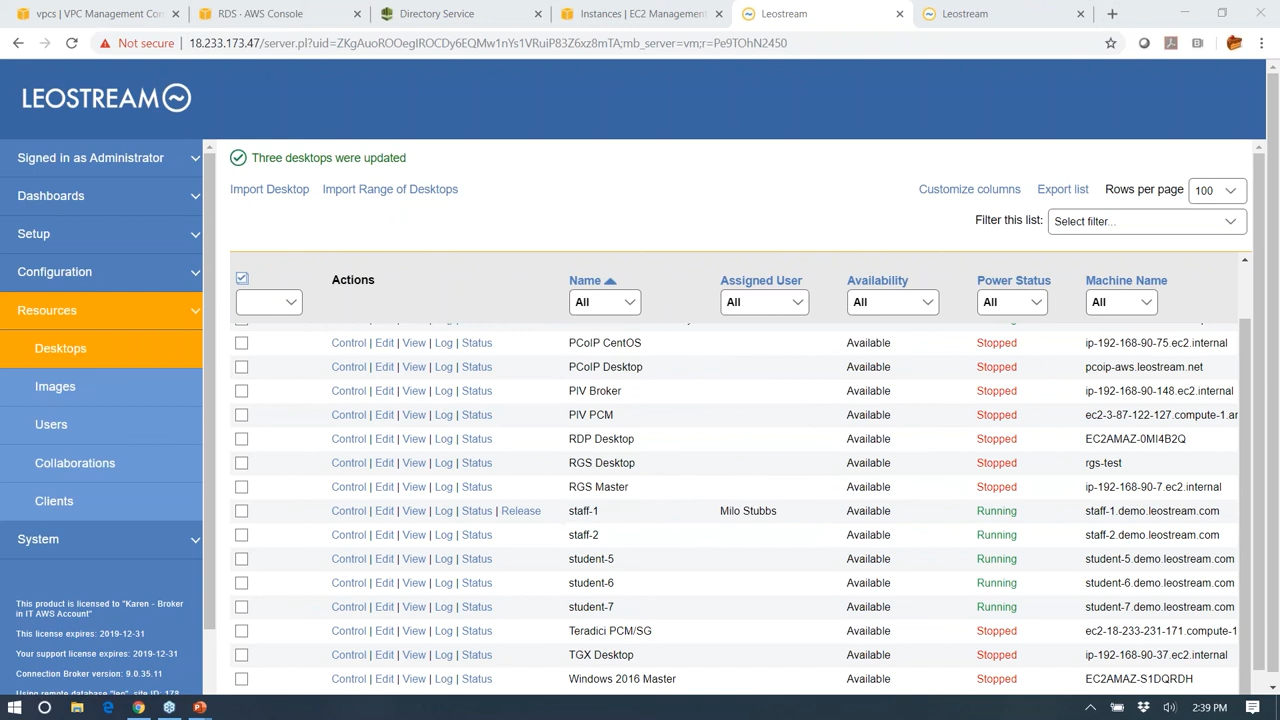 vpcs | VPC Management Con
RDS - AWS Console
Directory Service
Instances | EC2 Management
Leostream
Leostream
Not secure
18.233.173.47/server.pl?uid=ZKgAuoROOegIROCDy6EQMw1nYs1VRuiP83Z6xz8mTA;mb_server=vm;r=Pe9TOhN2450
LEOSTREAM
Signed in as Administrator
Dashboards
Setup
Configuration
Resources
Desktops
Images
Users
Collaborations
Clients
System
This product is licensed to "Karen - Broker
in IT AWS Account"
This license expires: 2019-12-31
Your support license expires: 2019-12-31
Connection Broker version: 9.0.35.11
Using remote database "leo", site ID: 178
Three desktops were updated
Import Desktop Import Range of Desktops Customize columns Export list Rows per page 100
Filter this list: Select filter...
Actions Name Assigned User Availability Power Status Machine Name
All All All All All
Control | Edit | View | Log | Status PCoIP CentOS Available Stopped ip-192-168-90-75.ec2.internal
Control | Edit | View | Log | Status PCoIP Desktop Available Stopped pcoip-aws.leostream.net
Control | Edit | View | Log | Status PIV Broker Available Stopped ip-192-168-90-148.ec2.internal
Control | Edit | View | Log | Status PIV PCM Available Stopped ec2-3-87-122-127.compute-1.ar
Control | Edit | View | Log | Status RDP Desktop Available Stopped EC2AMAZ-0MI4B2Q
Control | Edit | View | Log | Status RGS Desktop Available Stopped rgs-test
Control | Edit | View | Log | Status RGS Master Available Stopped ip-192-168-90-7.ec2.internal
Control | Edit | View | Log | Status | Release staff-1 Milo Stubbs Available Running staff-1.demo.leostream.com
Control | Edit | View | Log | Status staff-2 Available Running staff-2.demo.leostream.com
Control | Edit | View | Log | Status student-5 Available Running student-5.demo.leostream.com
Control | Edit | View | Log | Status student-6 Available Running student-6.demo.leostream.com
Control | Edit | View | Log | Status student-7 Available Running student-7.demo.leostream.com
Control | Edit | View | Log | Status Teradici PCM/SG Available Stopped ec2-18-233-231-171.compute-1
Control | Edit | View | Log | Status TGX Desktop Available Stopped ip-192-168-90-37.ec2.internal
Control | Edit | View | Log | Status Windows 2016 Master Available Stopped EC2AMAZ-S1DQRDH
2:39 PM